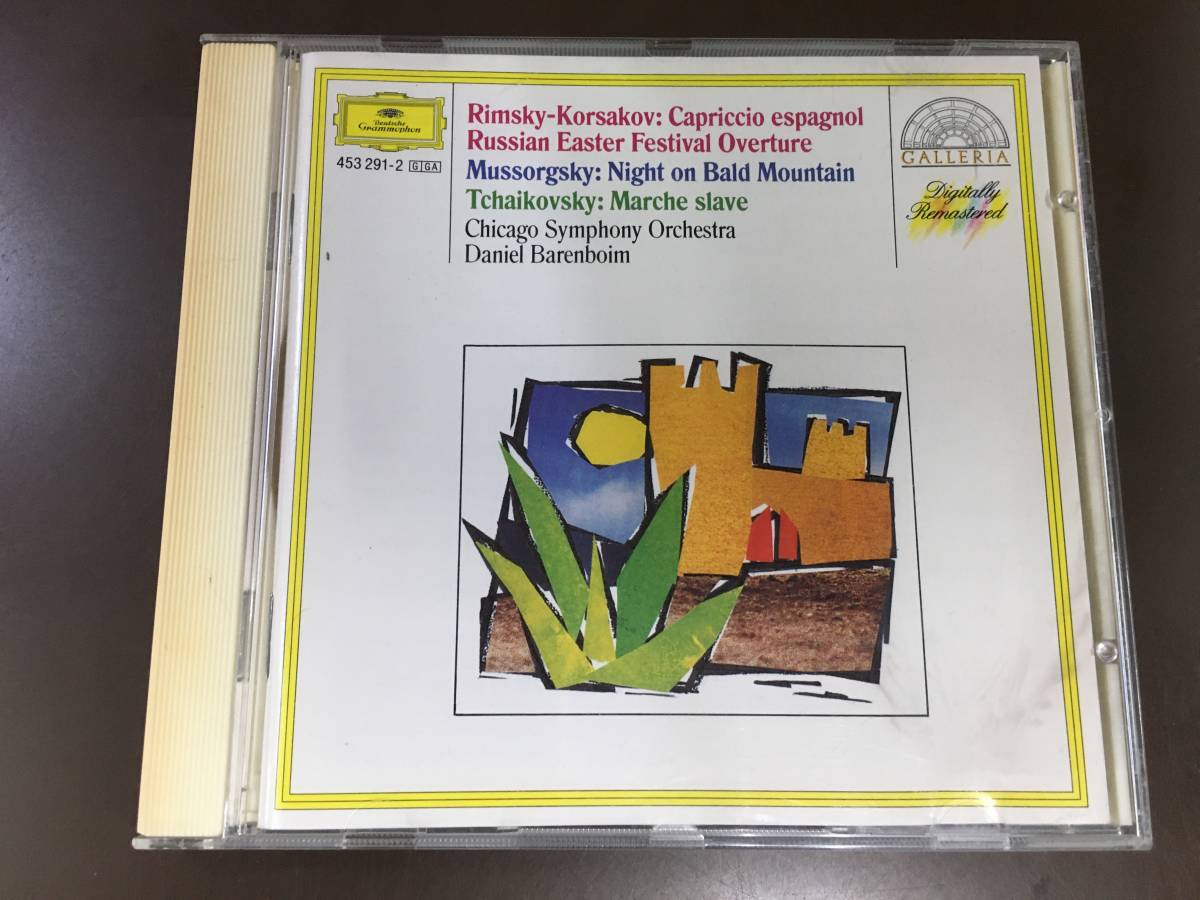 Deutsche
Grammophon
453 291-2 G GA
Rimsky-Korsakov: Capriccio espagnol
Russian Easter Festival Overture
Mussorgsky: Night on Bald Mountain
Tchaikovsky: Marche slave
Chicago Symphony Orchestra
Daniel Barenboim
GALLERIA
Digitally
Remastered